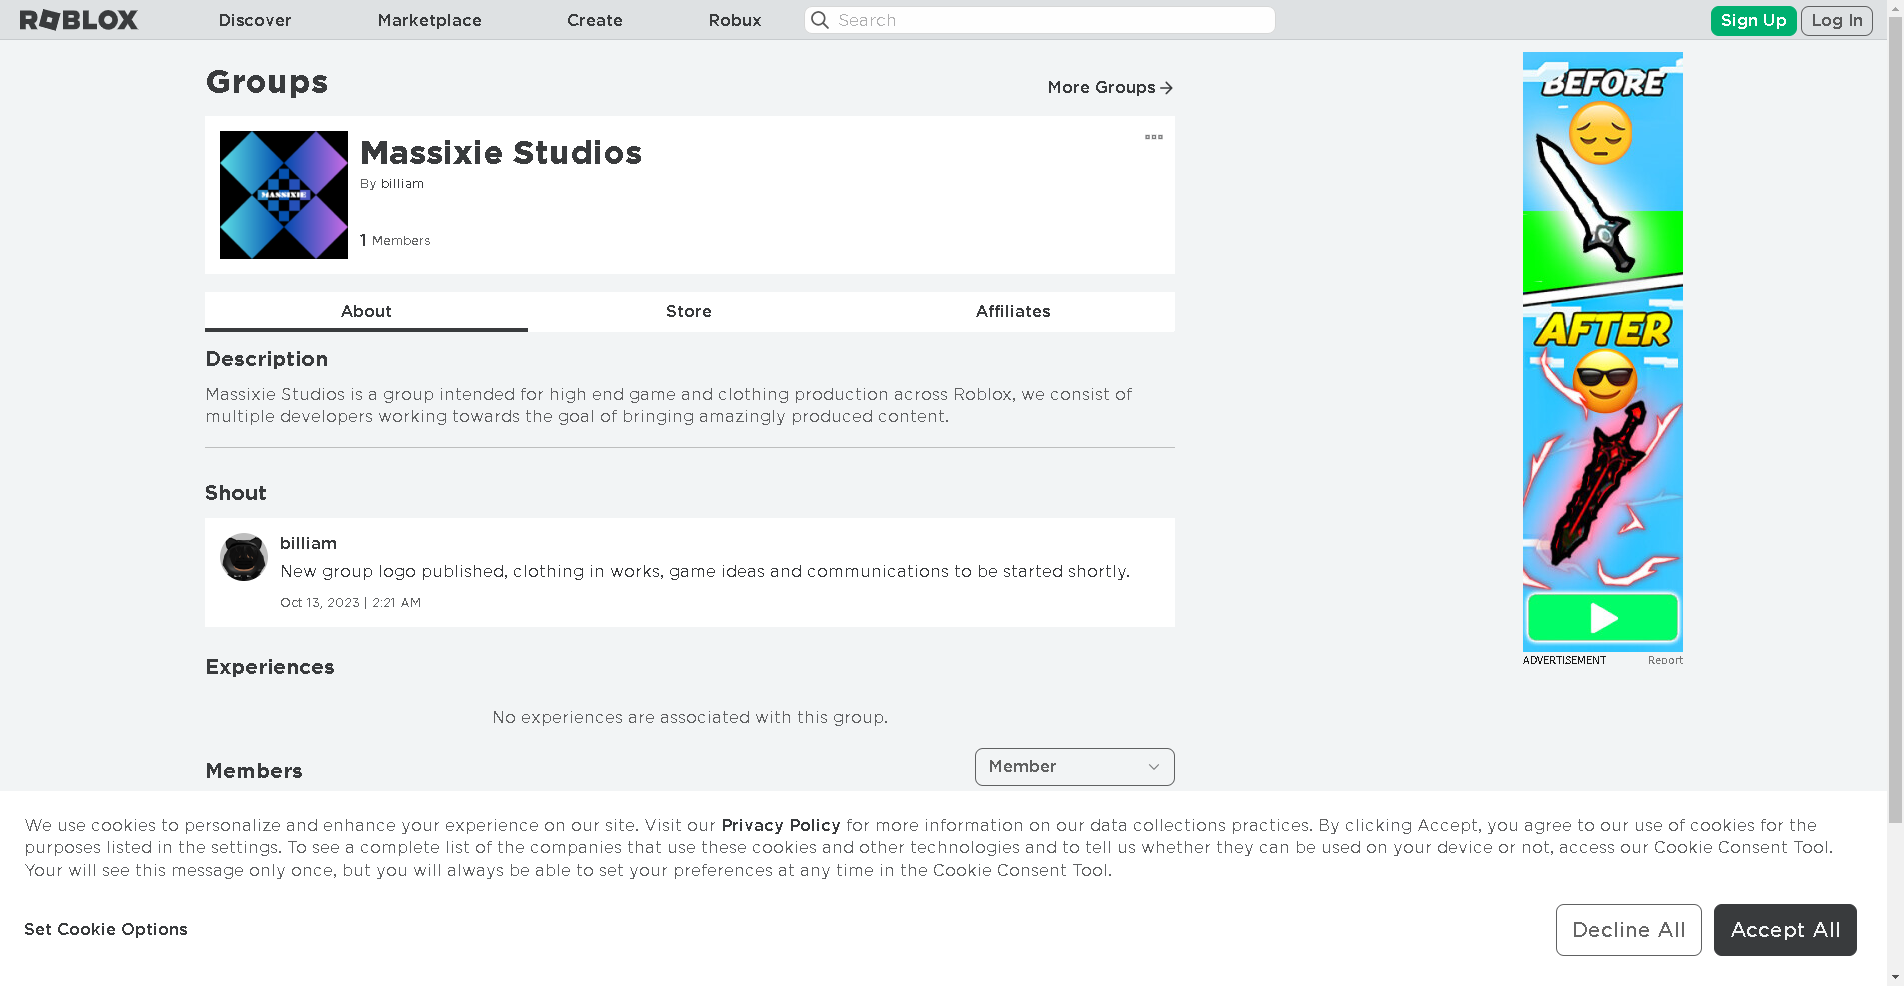 ROBLOX
Discover
Marketplace
Create
Robux
Search
Sign Up
Log In
Groups
More Groups
MASSIXIE
Massixie Studios
By billiam
1 Members
About
Store
Affiliates
Description
Massixie Studios is a group intended for high end game and clothing production across Roblox, we consist of
multiple developers working towards the goal of bringing amazingly produced content.
Shout
billiam
New group logo published, clothing in works, game ideas and communications to be started shortly.
Oct 13, 2023 | 2:21 AM
Experiences
No experiences are associated with this group.
Members
Member
BEFORE
AFTER
ADVERTISEMENT
Report
We use cookies to personalize and enhance your experience on our site. Visit our Privacy Policy for more information on our data collections practices. By clicking Accept, you agree to our use of cookies for the
purposes listed in the settings. To see a complete list of the companies that use these cookies and other technologies and to tell us whether they can be used on your device or not, access our Cookie Consent Tool.
Your will see this message only once, but you will always be able to set your preferences at any time in the Cookie Consent Tool.
Set Cookie Options
Decline All
Accept All